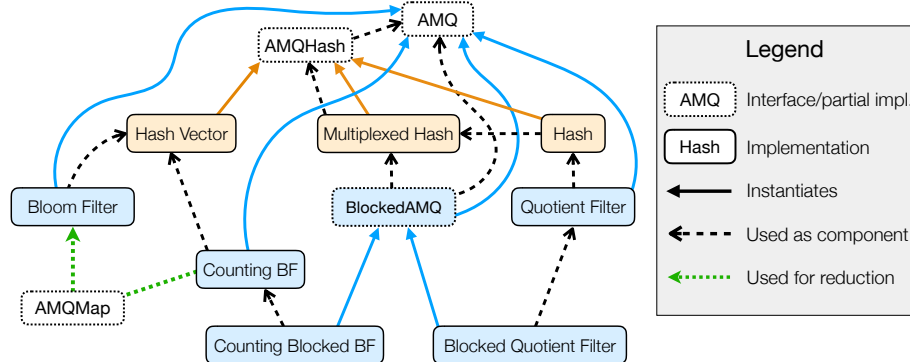 AMQ
AMQHash
Hash Vector
Multiplexed Hash
Hash
Bloom Filter
BlockedAMQ
Quotient Filter
Counting BF
AMQMap
Counting Blocked BF
Blocked Quotient Filter
Legend
AMQ
Interface/partial impl.
Hash
Implementation
Instantiates
Used as component
Used for reduction